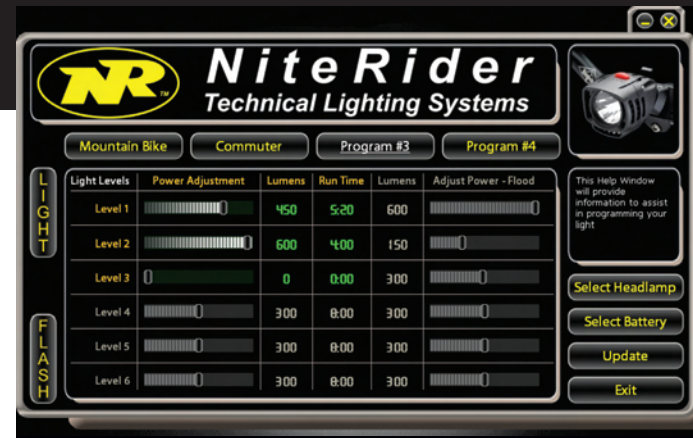 NR
TM
NiteRider
Technical Lighting Systems
Mountain Bike Commuter Program #3 Program #4
LIGHT
FLASH
Light Levels Power Adjustment Lumens Run Time Lumens Adjust Power - Flood
Level 1 450 5:20 600
Level 2 600 4:00 150
Level 3 0 0:00 300
Level 4 300 8:00 300
Level 5 300 8:00 300
Level 6 300 8:00 300
This Help Window
will provide
information to assist
in programming your
light
Select Headlamp
Select Battery
Update
Exit